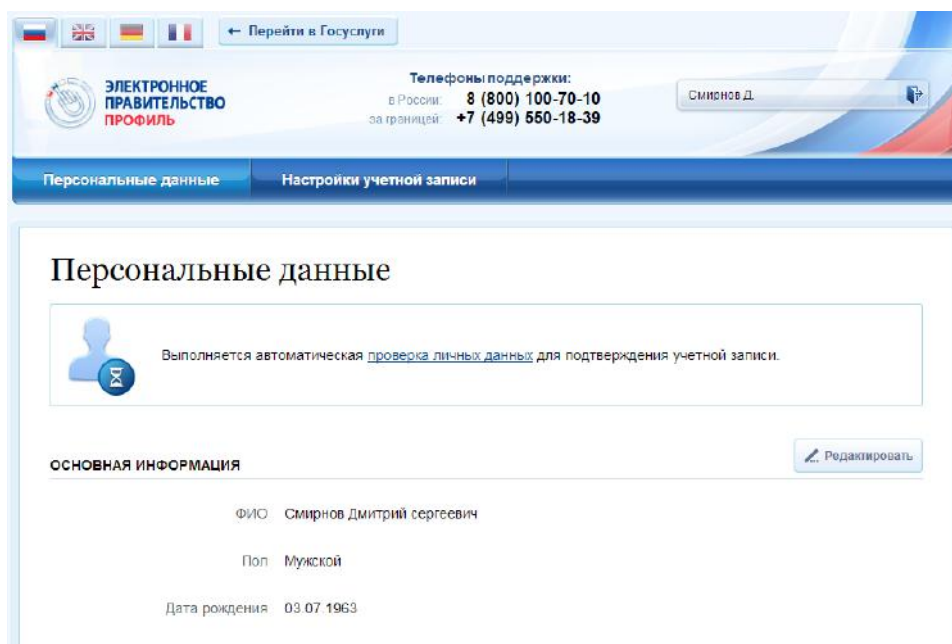 ← Перейти в Госуслуги
ЭЛЕКТРОННОЕ
ПРАВИТЕЛЬСТВО
ПРОФИЛЬ
Телефоны поддержки:
в России: 8 (800) 100-70-10
за границей: +7 (499) 550-18-39
Смирнов Д.
Персональные данные Настройки учетной записи
Персональные данные
Выполняется автоматическая проверка личных данных для подтверждения учетной записи.
ОСНОВНАЯ ИНФОРМАЦИЯ
Редактировать
ФИО Смирнов Дмитрий сергеевич
Пол Мужской
Дата рождения 03.07.1963